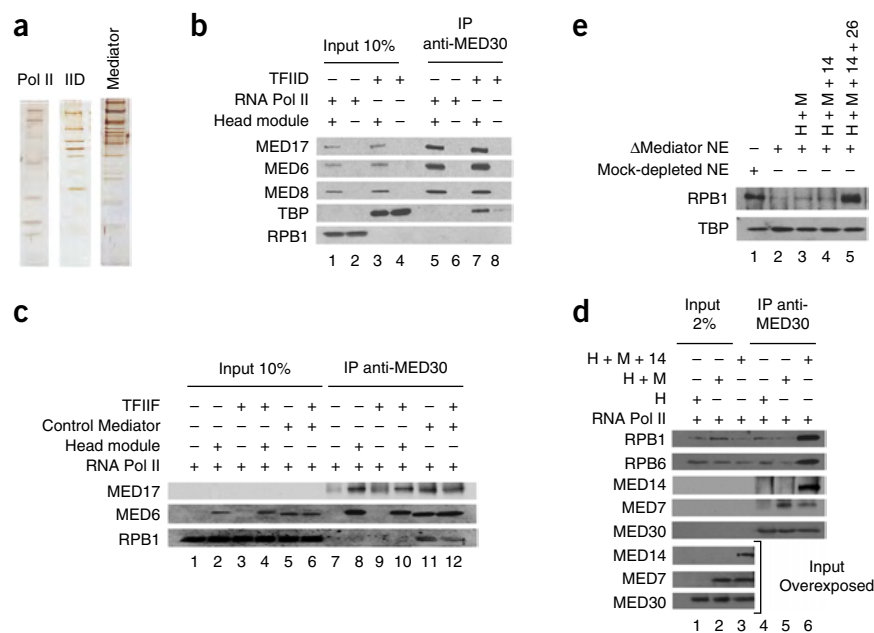 a
Pol II IID Mediator
b
Input 10% IP anti-MED30
TFIID – – + + – – + –
RNA Pol II + + – – + + – –
Head module + – + – + – + –
MED17
MED6
MED8
TBP
RPB1
1 2 3 4 5 6 7 8
e
H + M
H + M + 14
H + M + 14 + 26
ΔMediator NE – + + + +
Mock-depleted NE + – – – –
RPB1
TBP
1 2 3 4 5
c
Input 10% IP anti-MED30
TFIIF – – + + – + – – + + – +
Control Mediator – – – – + + – – – – + +
Head module – + – + – – – + – + – –
RNA Pol II + + + + + + + + + + + +
MED17
MED6
RPB1
1 2 3 4 5 6 7 8 9 10 11 12
d
Input 2% IP anti-MED30
H + M + 14 – – + – – +
H + M – + – – + –
H + – – + – –
RNA Pol II + + + + + +
RPB1
RPB6
MED14
MED7
MED30
MED14
MED7
MED30
Input Overexposed
1 2 3 4 5 6